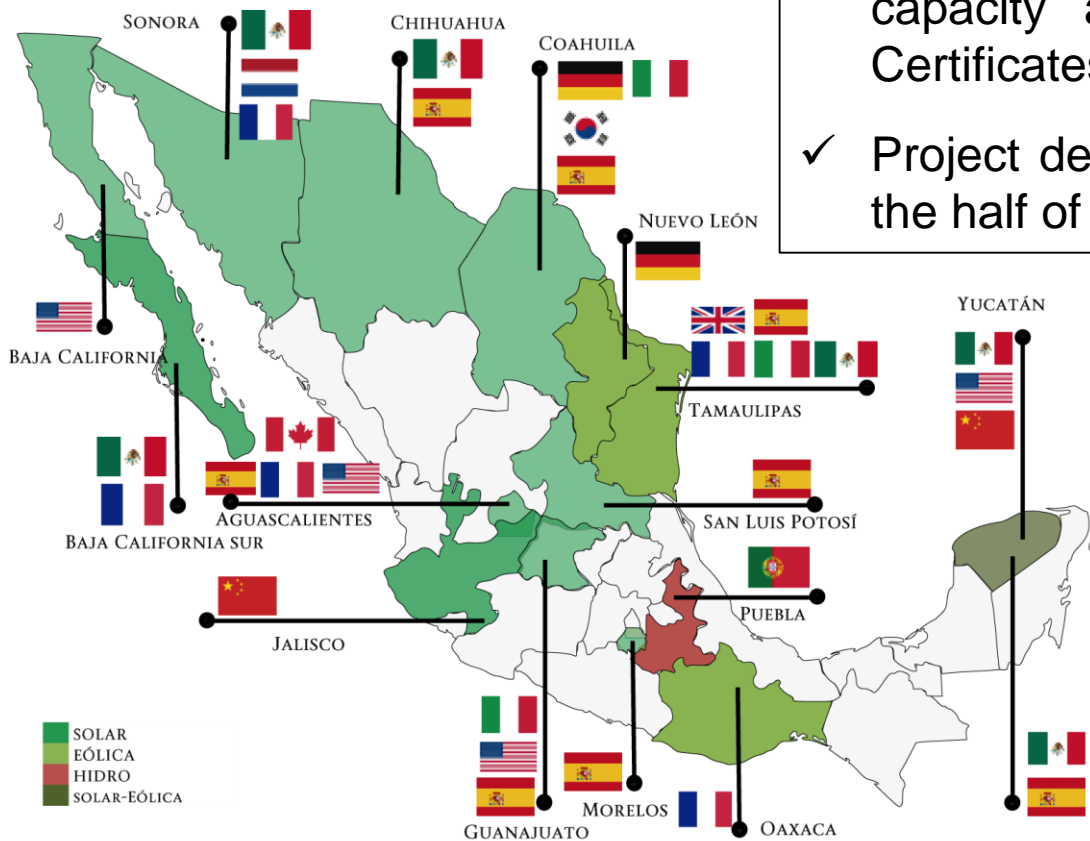 capacity
Certificates
✓ Project de
the half of
SONORA
CHIHUAHUA
COAHUILA
NUEVO LEÓN
YUCATÁN
BAJA CALIFORNIA
TAMAULIPAS
AGUASCALIENTES
SAN LUIS POTOSÍ
BAJA CALIFORNIA SUR
PUEBLA
JALISCO
SOLAR
EÓLICA
HIDRO
SOLAR-EÓLICA
MORELOS
GUANAJUATO
OAXACA